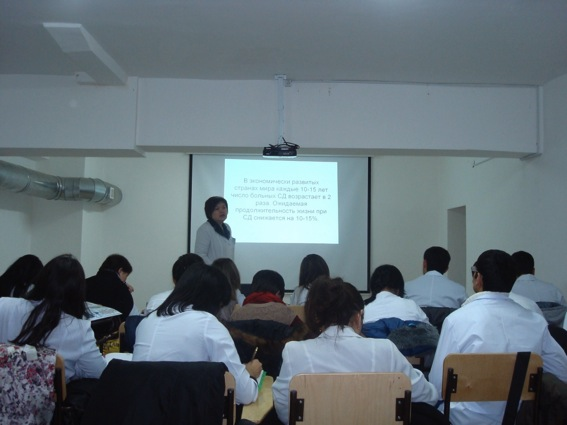 В экономически развитых
странах мира каждые 10-15 лет
число больных СД возрастает в 2
раза. Ожидаемая
продолжительность жизни при
СД снижается на 10-15%.